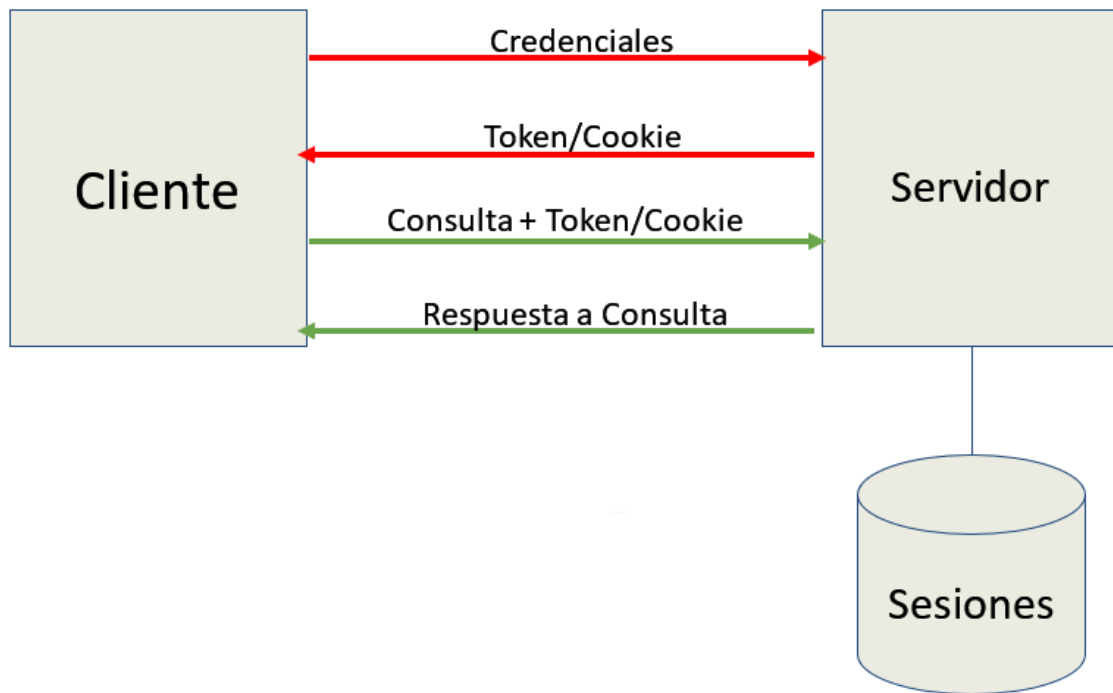 Credenciales
Token/Cookie
Cliente
Servidor
Consulta + Token/Cookie
Respuesta a Consulta
Sesiones